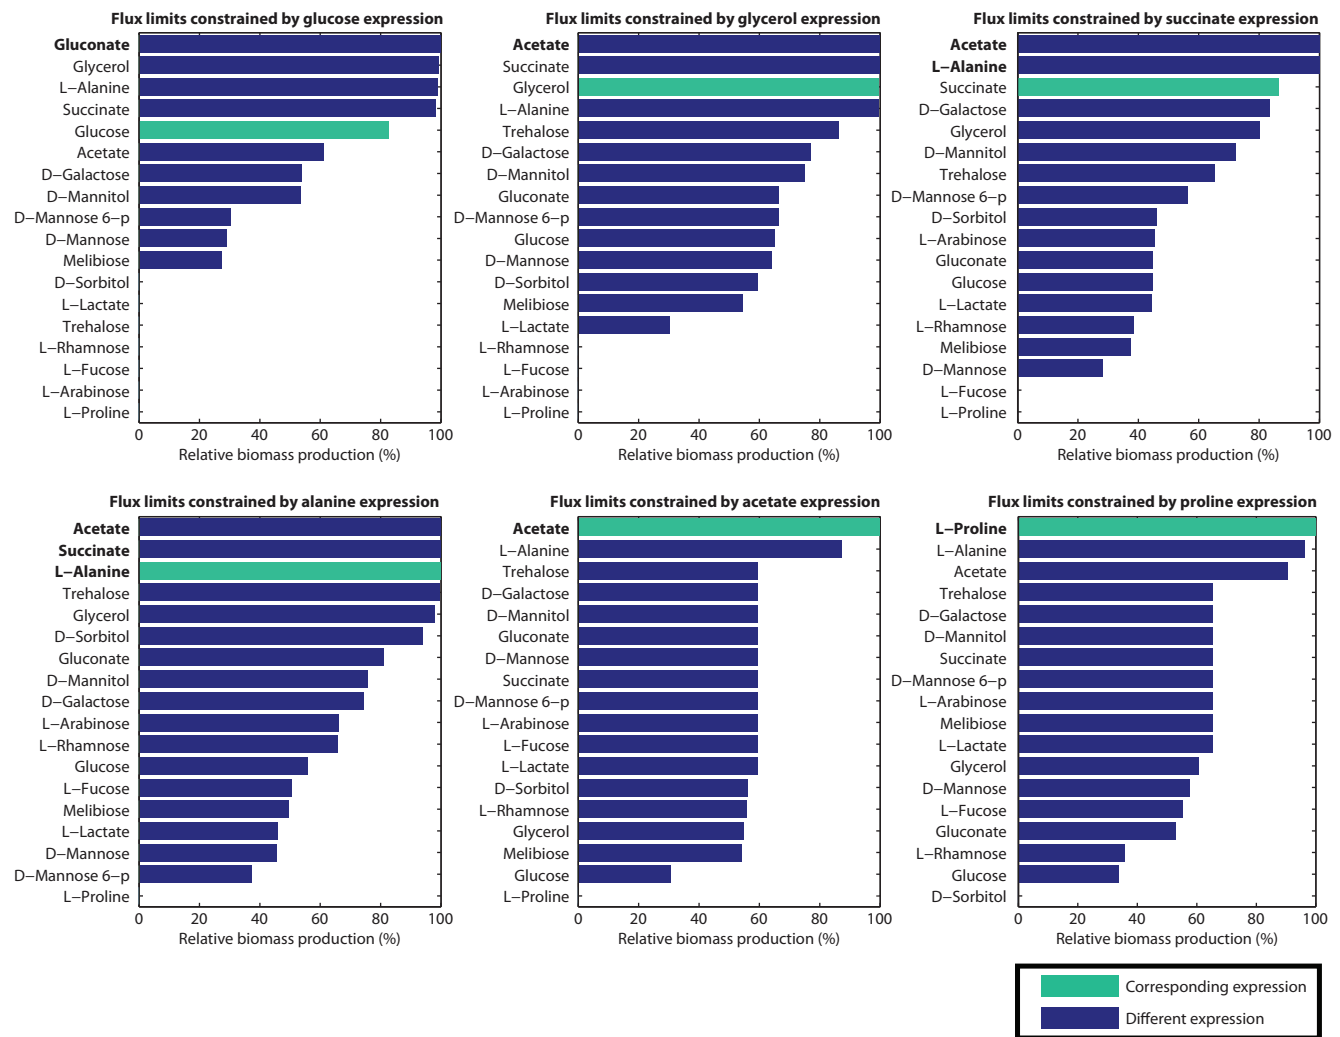 Flux limits constrained by glucose expression
Gluconate
Glycerol
L−Alanine
Succinate
Glucose
Acetate
D−Galactose
D−Mannitol
D−Mannose 6−p
D−Mannose
Melibiose
D−Sorbitol
L−Lactate
Trehalose
L−Rhamnose
L−Fucose
L−Arabinose
L−Proline
0 20 40 60 80 100
Relative biomass production (%)
Flux limits constrained by glycerol expression
Acetate
Succinate
Glycerol
L−Alanine
Trehalose
D−Galactose
D−Mannitol
Gluconate
D−Mannose 6−p
Glucose
D−Mannose
D−Sorbitol
Melibiose
L−Lactate
L−Rhamnose
L−Fucose
L−Arabinose
L−Proline
0 20 40 60 80 100
Relative biomass production (%)
Flux limits constrained by succinate expression
Acetate
L−Alanine
Succinate
D−Galactose
Glycerol
D−Mannitol
Trehalose
D−Mannose 6−p
D−Sorbitol
L−Arabinose
Gluconate
Glucose
L−Lactate
L−Rhamnose
Melibiose
D−Mannose
L−Fucose
L−Proline
0 20 40 60 80 100
Relative biomass production (%)
Flux limits constrained by alanine expression
Acetate
Succinate
L−Alanine
Trehalose
Glycerol
D−Sorbitol
Gluconate
D−Mannitol
D−Galactose
L−Arabinose
L−Rhamnose
Glucose
L−Fucose
Melibiose
L−Lactate
D−Mannose
D−Mannose 6−p
L−Proline
0 20 40 60 80 100
Relative biomass production (%)
Flux limits constrained by acetate expression
Acetate
L−Alanine
Trehalose
D−Galactose
D−Mannitol
Gluconate
D−Mannose
Succinate
D−Mannose 6−p
L−Arabinose
L−Fucose
L−Lactate
D−Sorbitol
L−Rhamnose
Glycerol
Melibiose
Glucose
L−Proline
0 20 40 60 80 100
Relative biomass production (%)
Flux limits constrained by proline expression
L−Proline
L−Alanine
Acetate
Trehalose
D−Galactose
D−Mannitol
Succinate
D−Mannose 6−p
L−Arabinose
Melibiose
L−Lactate
Glycerol
D−Mannose
L−Fucose
Gluconate
L−Rhamnose
Glucose
D−Sorbitol
0 20 40 60 80 100
Relative biomass production (%)
Corresponding expression
Different expression